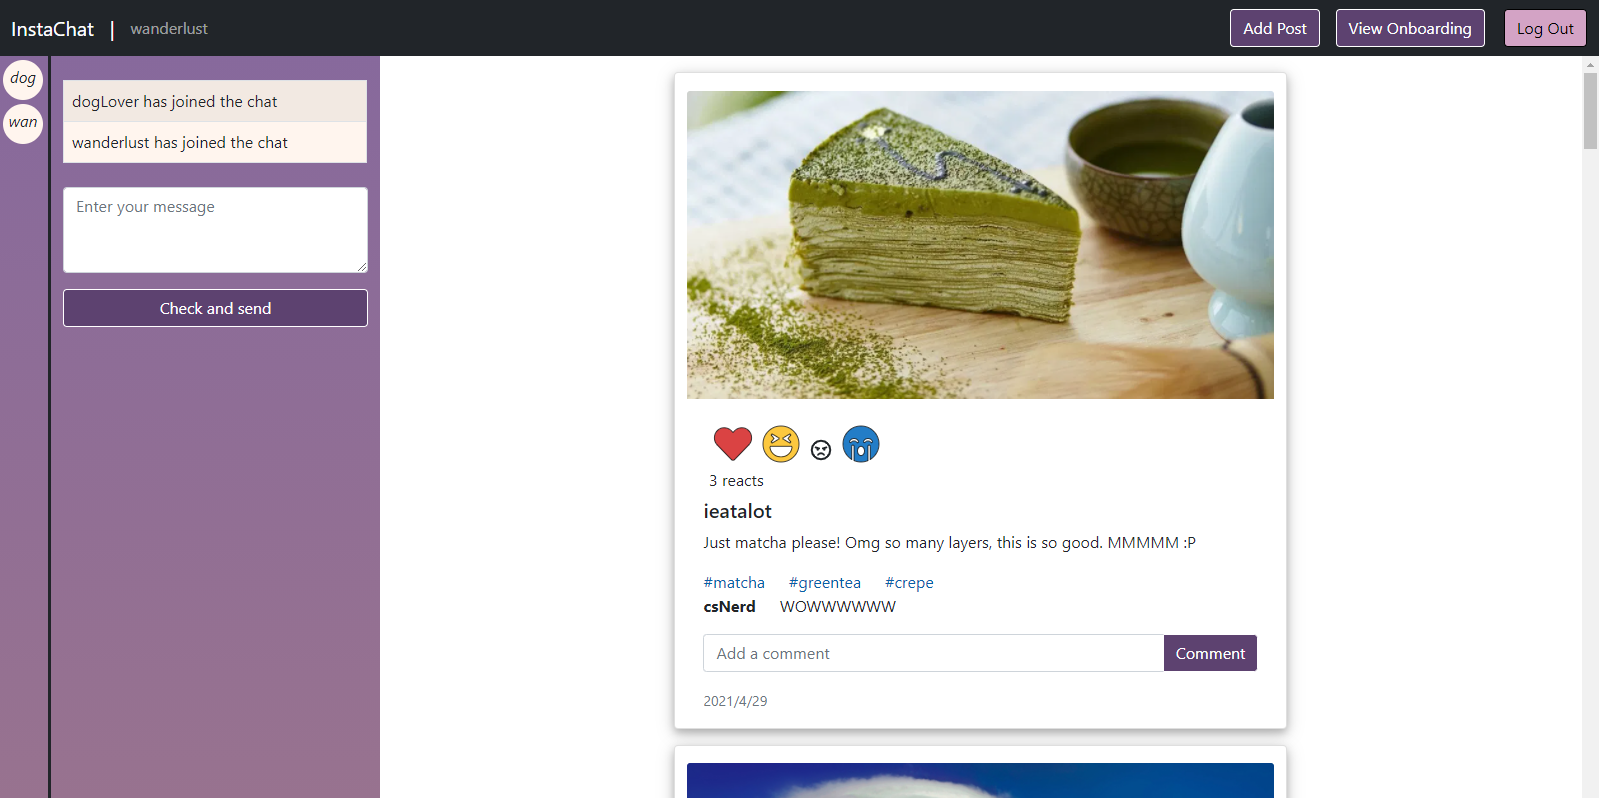 InstaChat | wanderlust Add Post View Onboarding Log Out
dog
wan
dogLover has joined the chat
wanderlust has joined the chat
Enter your message
Check and send
3 reacts
ieatalot
Just matcha please! Omg so many layers, this is so good. MMMMM :P
#matcha #greentea #crepe
csNerd WOWWWWWW
Add a comment Comment
2021/4/29